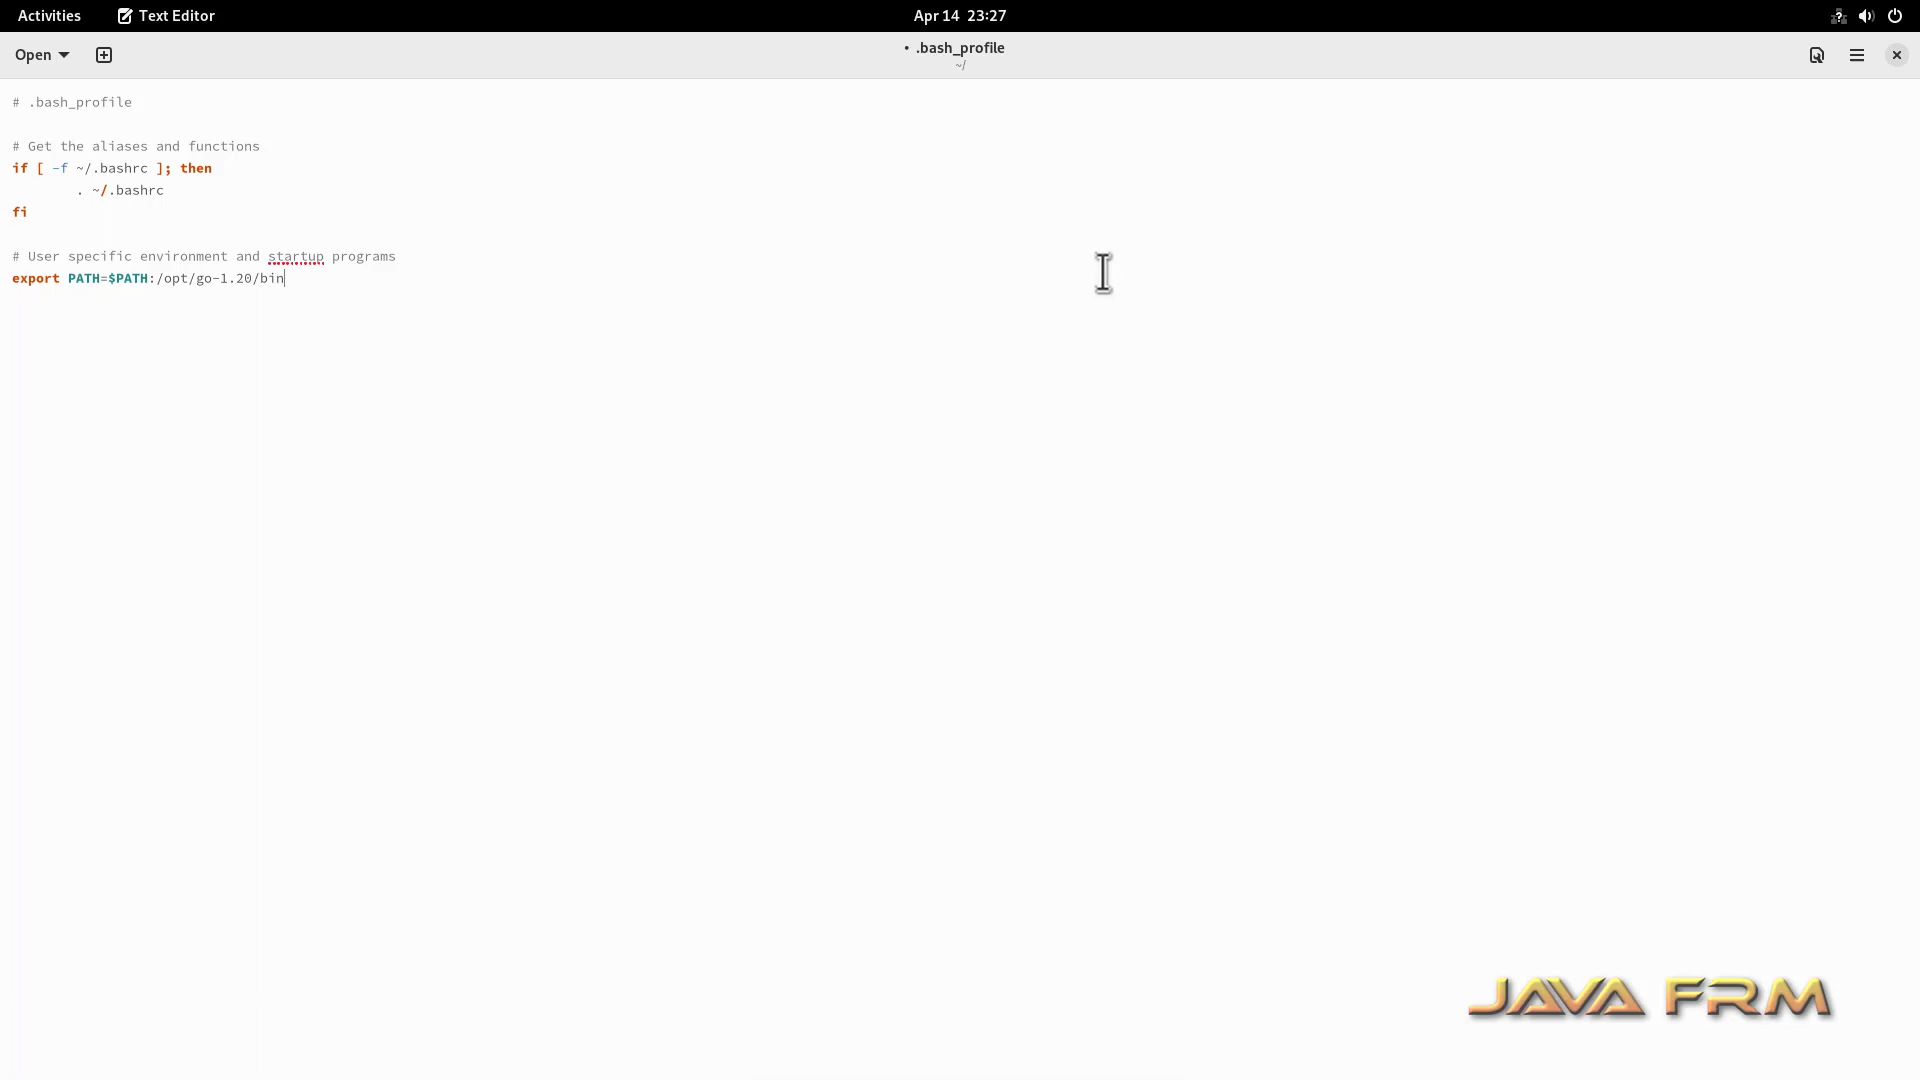 Activities Text Editor Apr 14 23:27
Open • .bash_profile
~/
# .bash_profile
# Get the aliases and functions
if [ -f ~/.bashrc ]; then
. ~/.bashrc
fi
# User specific environment and startup programs
export PATH=$PATH:/opt/go-1.20/bin
JAVA FRM